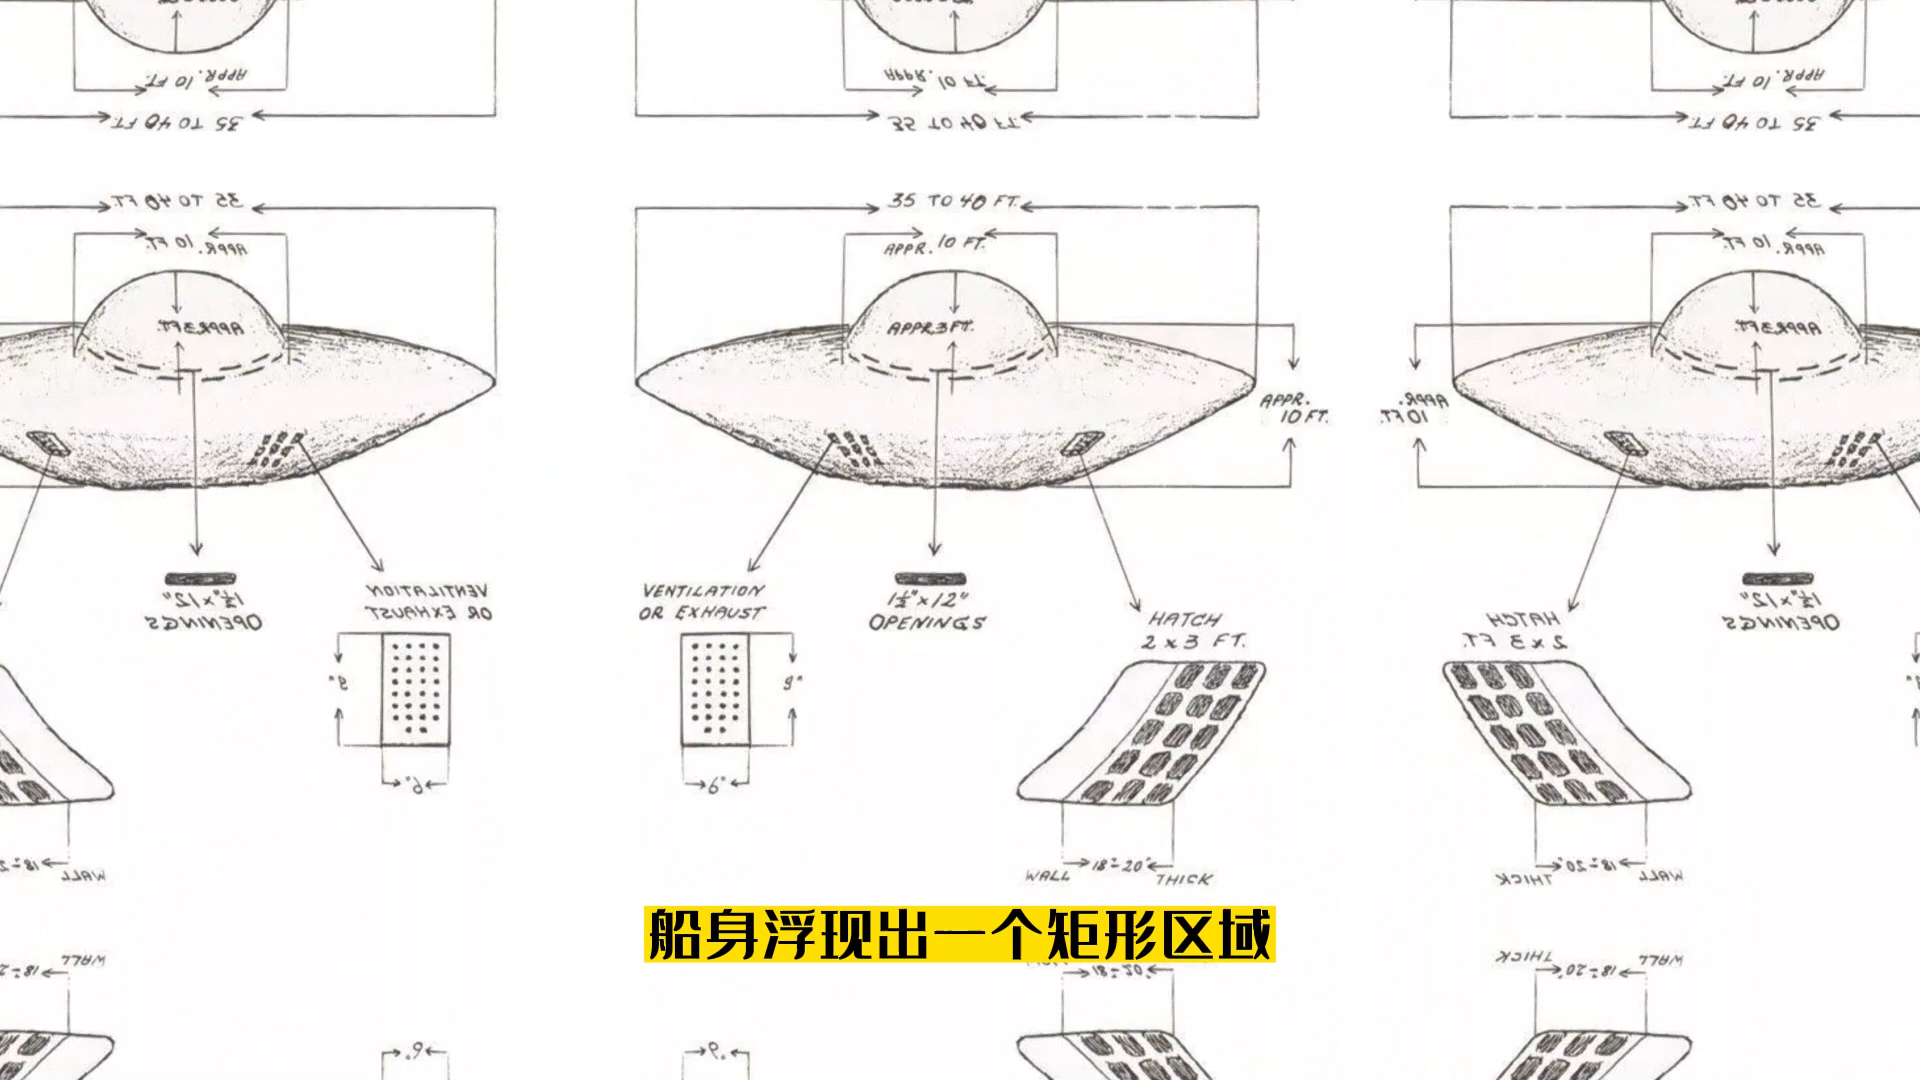 35 TO 40 FT.
APPR. 10 FT.
APPR. 3 FT.
APPR.
10 FT.
VENTILATION
OR EXHAUST
1½"x12"
OPENINGS
HATCH
2 x 3 FT.
9"
6"
18"-20"
WALL THICK
船身浮现出一个矩形区域